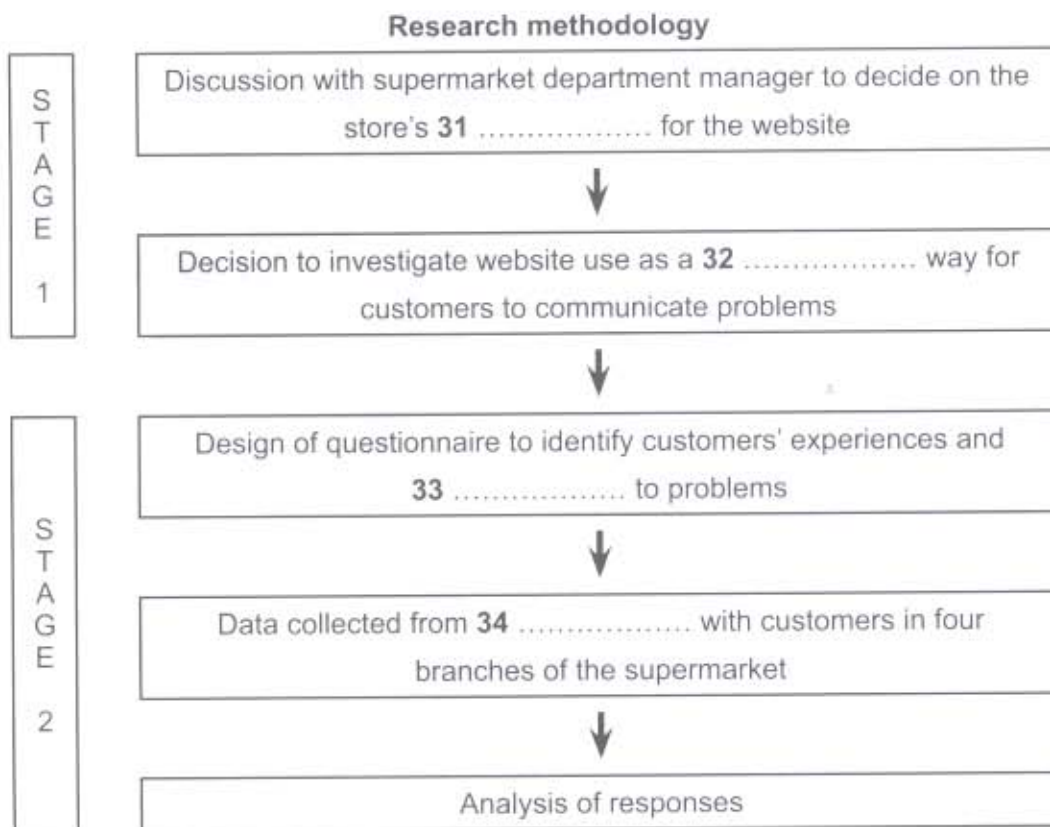 Research methodology
STAGE 1
Discussion with supermarket department manager to decide on the
store's 31 .................. for the website
Decision to investigate website use as a 32 .................. way for
customers to communicate problems
STAGE 2
Design of questionnaire to identify customers' experiences and
33 .................. to problems
Data collected from 34 .................. with customers in four
branches of the supermarket
Analysis of responses